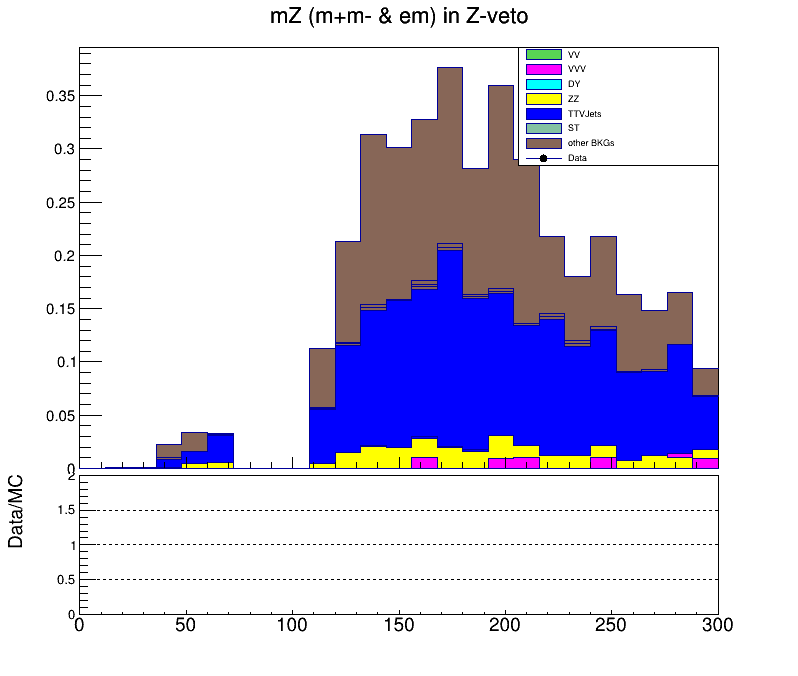 mZ (m+m- & em) in Z-veto
VV
VVV
DY
ZZ
TTVJets
ST
other BKGs
Data
0.35
0.3
0.25
0.2
0.15
0.1
0.05
0
Data/MC
2
1.5
1
0.5
0
0 50 100 150 200 250 300